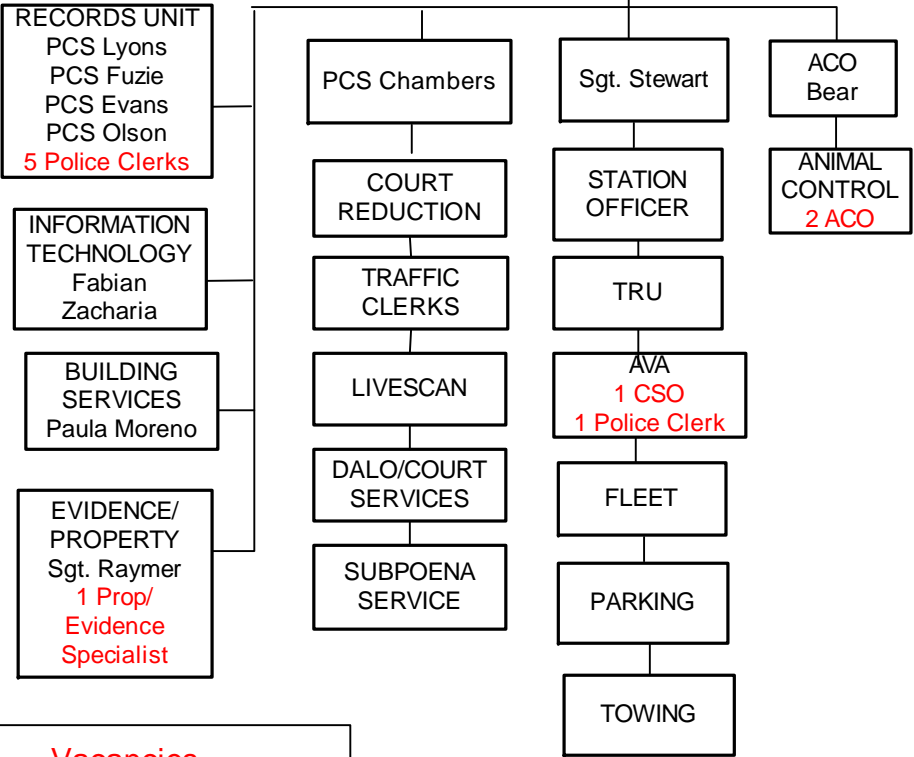 RECORDS UNIT
PCS Lyons
PCS Fuzie
PCS Evans
PCS Olson
5 Police Clerks
INFORMATION
TECHNOLOGY
Fabian
Zacharia
BUILDING
SERVICES
Paula Moreno
EVIDENCE/
PROPERTY
Sgt. Raymer
1 Prop/
Evidence
Specialist
PCS Chambers
COURT
REDUCTION
TRAFFIC
CLERKS
LIVESCAN
DALO/COURT
SERVICES
SUBPOENA
SERVICE
Sgt. Stewart
STATION
OFFICER
TRU
AVA
1 CSO
1 Police Clerk
FLEET
PARKING
TOWING
ACO
Bear
ANIMAL
CONTROL
2 ACO
Vacancies